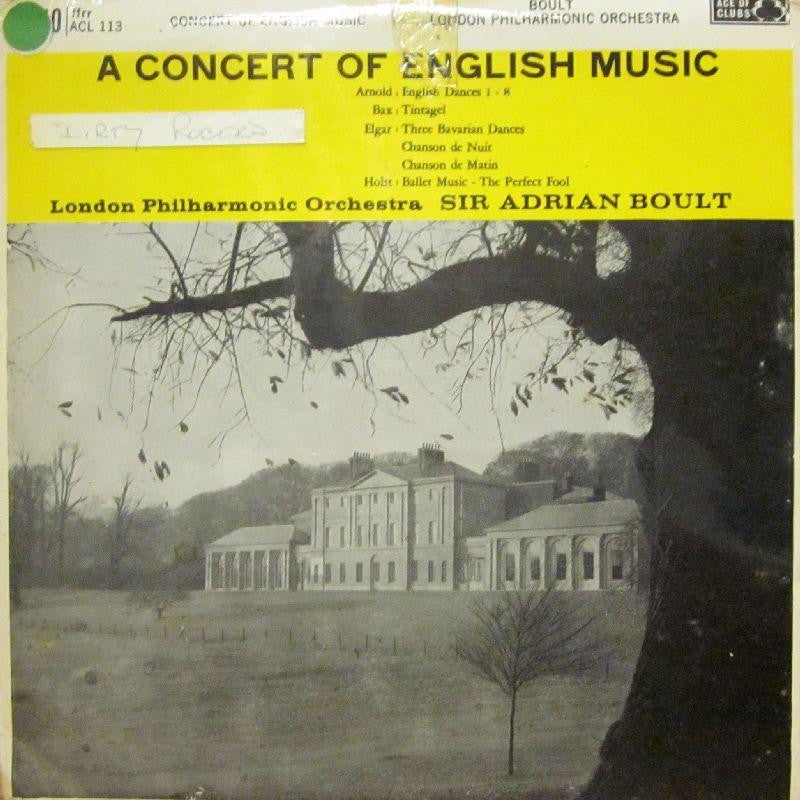 0 ffrr
ACL 113
CONCERT OF ENGLISH MUSIC
BOULT
LONDON PHILHARMONIC ORCHESTRA
ACE OF
CLUBS
A CONCERT OF ENGLISH MUSIC
Arnold : English Dances 1 - 8
Bax : Tintagel
Elgar : Three Bavarian Dances
Chanson de Nuit
Chanson de Matin
Holst : Ballet Music - The Perfect Fool
London Philharmonic Orchestra SIR ADRIAN BOULT